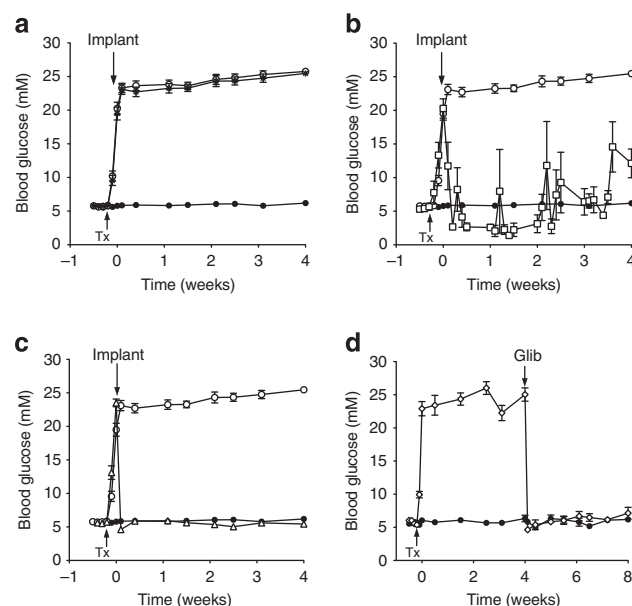 a
Implant
Blood glucose (mM)
30
25
20
15
10
5
0
Tx
–1 0 1 2 3 4
Time (weeks)
b
Implant
Blood glucose (mM)
30
25
20
15
10
5
0
Tx
–1 0 1 2 3 4
Time (weeks)
c
Implant
Blood glucose (mM)
30
25
20
15
10
5
0
Tx
–1 0 1 2 3 4
Time (weeks)
d
Glib
Blood glucose (mM)
30
25
20
15
10
5
0
Tx
0 2 4 6 8
Time (weeks)